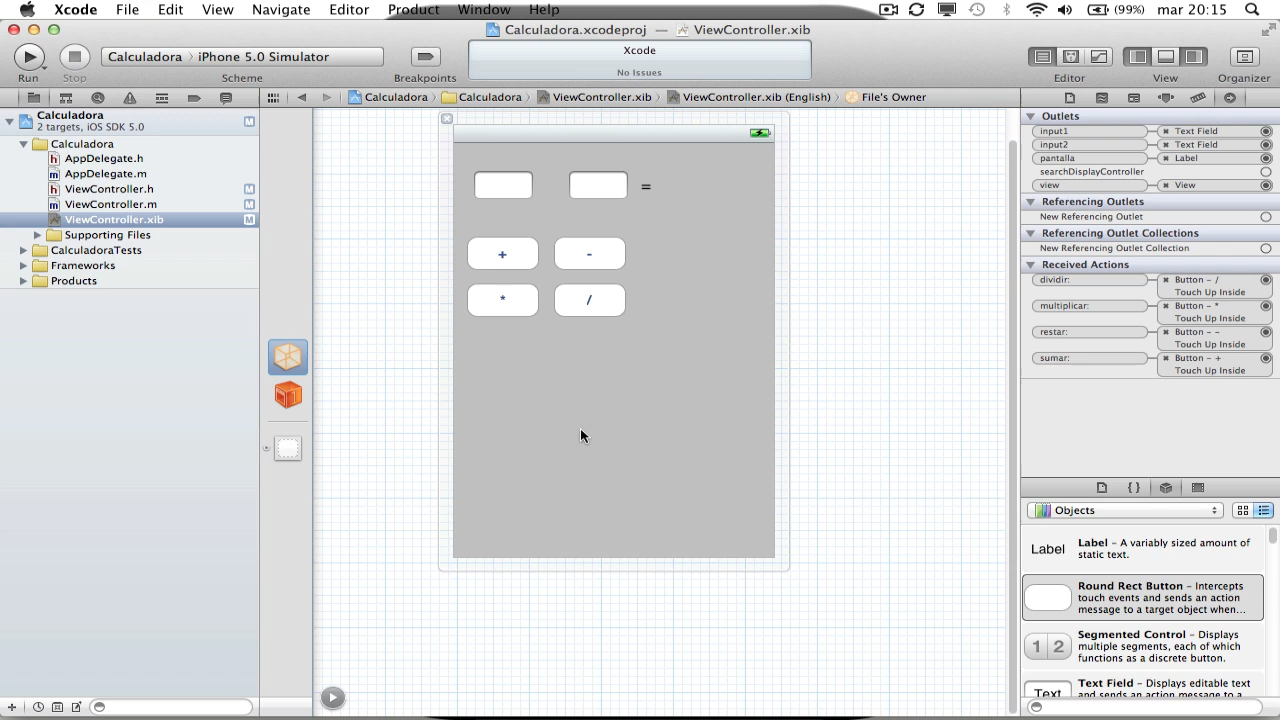 Xcode File Edit View Navigate Editor Product Window Help (99%) mar 20:15
Calculadora.xcodeproj — ViewController.xib
Calculadora iPhone 5.0 Simulator
Xcode
No Issues
Run Stop Scheme Breakpoints Editor View Organizer
Calculadora Calculadora ViewController.xib ViewController.xib (English) File's Owner
Calculadora M
2 targets, iOS SDK 5.0
Calculadora
AppDelegate.h
AppDelegate.m
ViewController.h M
ViewController.m M
ViewController.xib M
Supporting Files
CalculadoraTests
Frameworks
Products
=
+ -
* /
Outlets
input1 Text Field
input2 Text Field
pantalla Label
searchDisplayController
view View
Referencing Outlets
New Referencing Outlet
Referencing Outlet Collections
New Referencing Outlet Collection
Received Actions
dividir: Button - /
Touch Up Inside
multiplicar: Button - *
Touch Up Inside
restar: Button - -
Touch Up Inside
sumar: Button - +
Touch Up Inside
{ }
Objects
Label Label - A variably sized amount of
static text.
Round Rect Button - Intercepts
touch events and sends an action
message to a target object when...
1 2 Segmented Control - Displays
multiple segments, each of which
functions as a discrete button.
Text Text Field - Displays editable text
and sends an action message to a